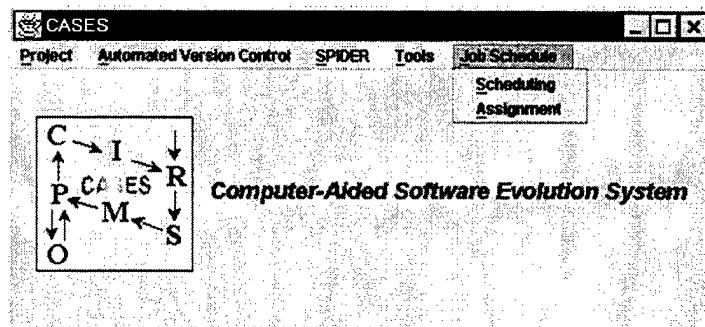 CASES
Project Automated Version Control SPIDER Tools Job Schedule
Scheduling
Assignment
C I R
P CASES
M S
O
Computer-Aided Software Evolution System